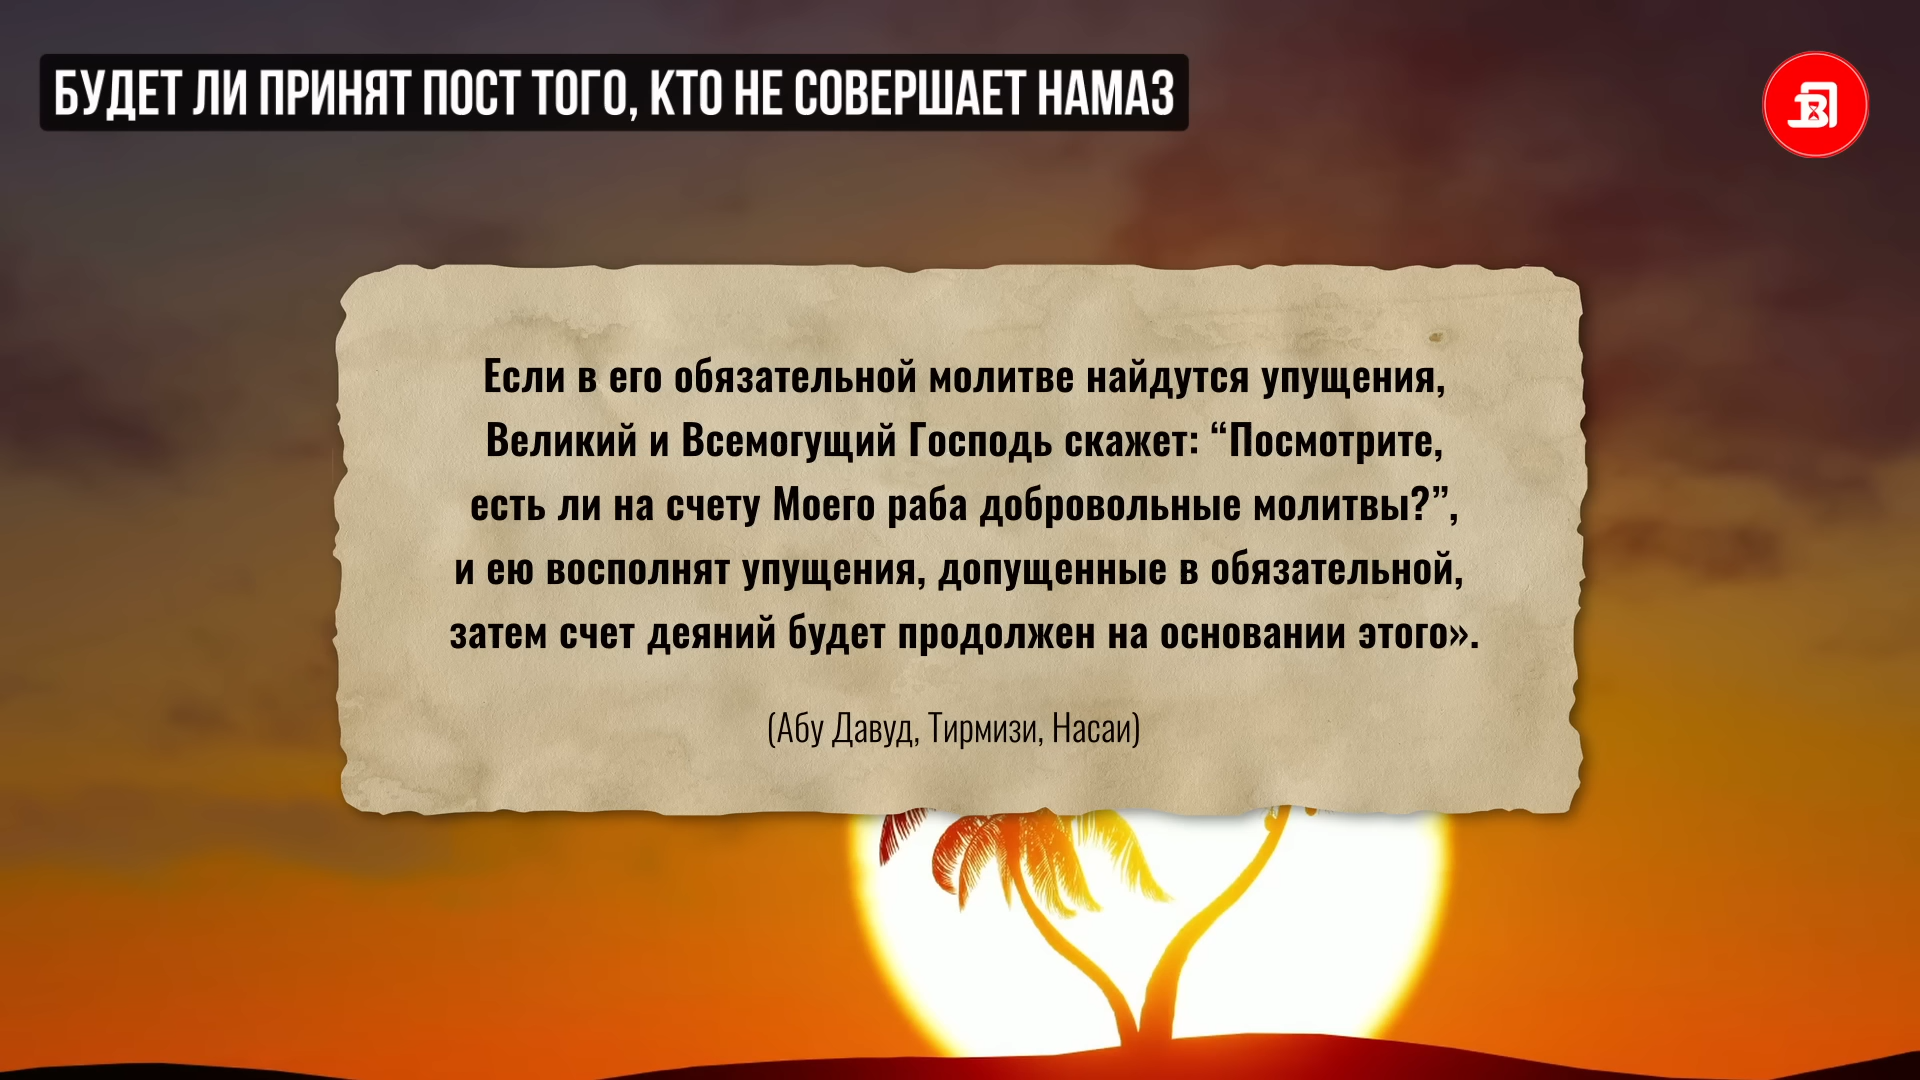 БУДЕТ ЛИ ПРИНЯТ ПОСТ ТОГО, КТО НЕ СОВЕРШАЕТ НАМАЗ
Если в его обязательной молитве найдутся упущения,
Великий и Всемогущий Господь скажет: “Посмотрите,
есть ли на счету Моего раба добровольные молитвы?”,
и ею восполнят упущения, допущенные в обязательной,
затем счет деяний будет продолжен на основании этого».
(Абу Давуд, Тирмизи, Насаи)